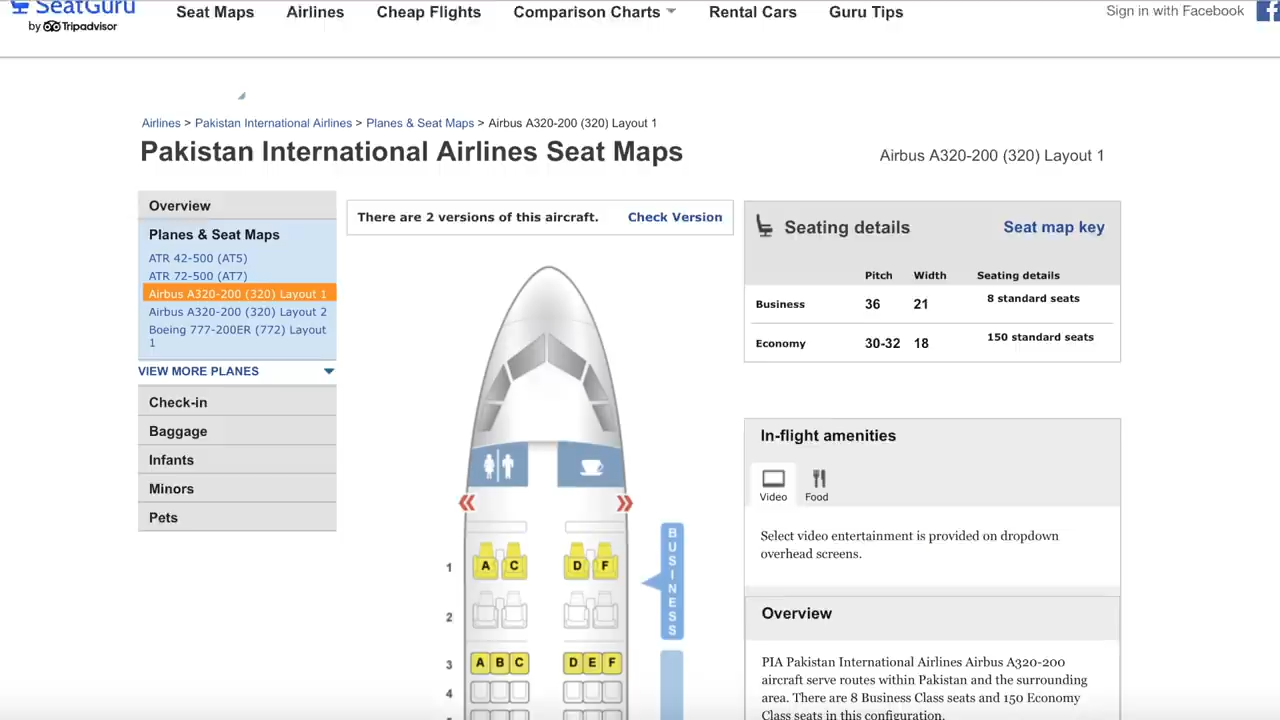 SeatGuru
by Tripadvisor
Seat Maps Airlines Cheap Flights Comparison Charts Rental Cars Guru Tips
Sign in with Facebook
Airlines > Pakistan International Airlines > Planes & Seat Maps > Airbus A320-200 (320) Layout 1
Pakistan International Airlines Seat Maps
Airbus A320-200 (320) Layout 1
Overview
Planes & Seat Maps
ATR 42-500 (AT5)
ATR 72-500 (AT7)
Airbus A320-200 (320) Layout 1
Airbus A320-200 (320) Layout 2
Boeing 777-200ER (772) Layout
1
VIEW MORE PLANES
Check-in
Baggage
Infants
Minors
Pets
There are 2 versions of this aircraft. Check Version
1 A C D F
2
3 A B C D E F
4
BUSINESS
Seating details Seat map key
Pitch Width Seating details
Business 36 21 8 standard seats
Economy 30-32 18 150 standard seats
In-flight amenities
Video Food
Select video entertainment is provided on dropdown
overhead screens.
Overview
PIA Pakistan International Airlines Airbus A320-200
aircraft serve routes within Pakistan and the surrounding
area. There are 8 Business Class seats and 150 Economy
Class seats in this configuration.